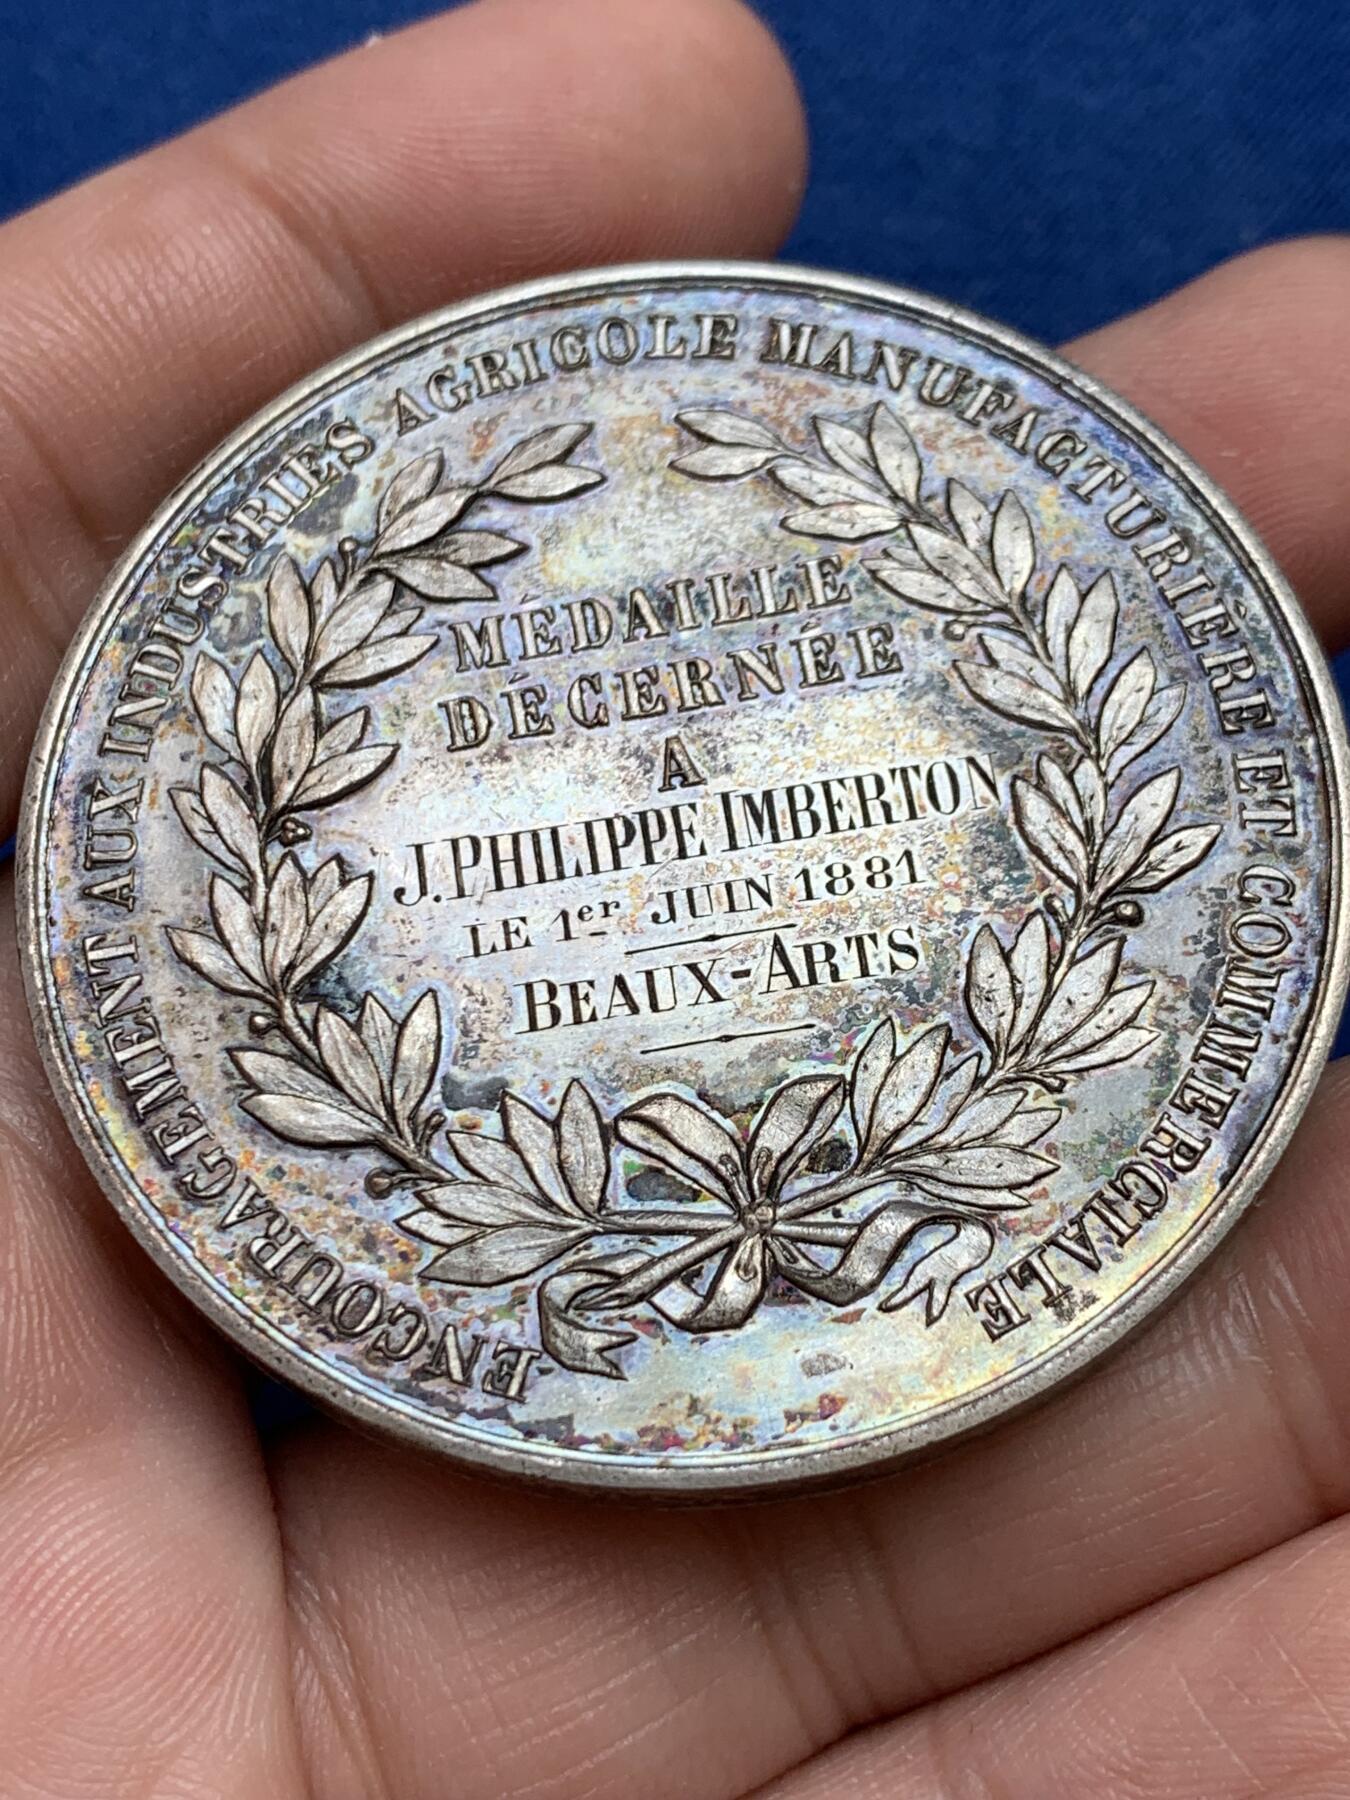 ENCOURAGEMENT AUX INDUSTRIES AGRICOLE MANUFACTURIÈRE ET COMMERCIALE
MÉDAILLE
DÉCERNÉE
A
J. PHILIPPE IMBERTON
LE 1er JUIN 1881
BEAUX-ARTS